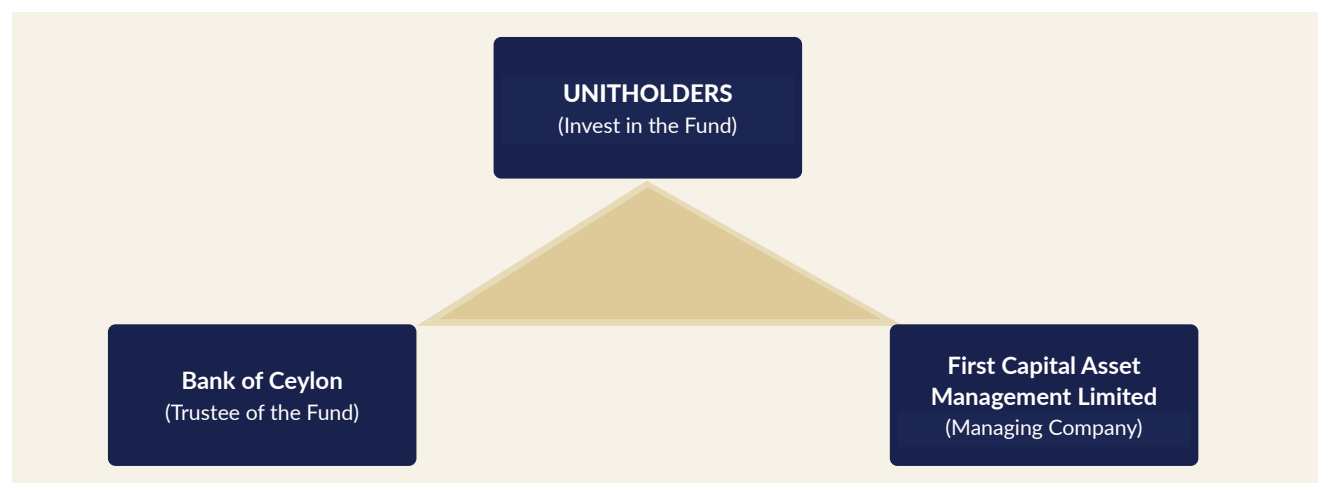 UNITHOLDERS
(Invest in the Fund)
Bank of Ceylon
(Trustee of the Fund)
First Capital Asset
Management Limited
(Managing Company)